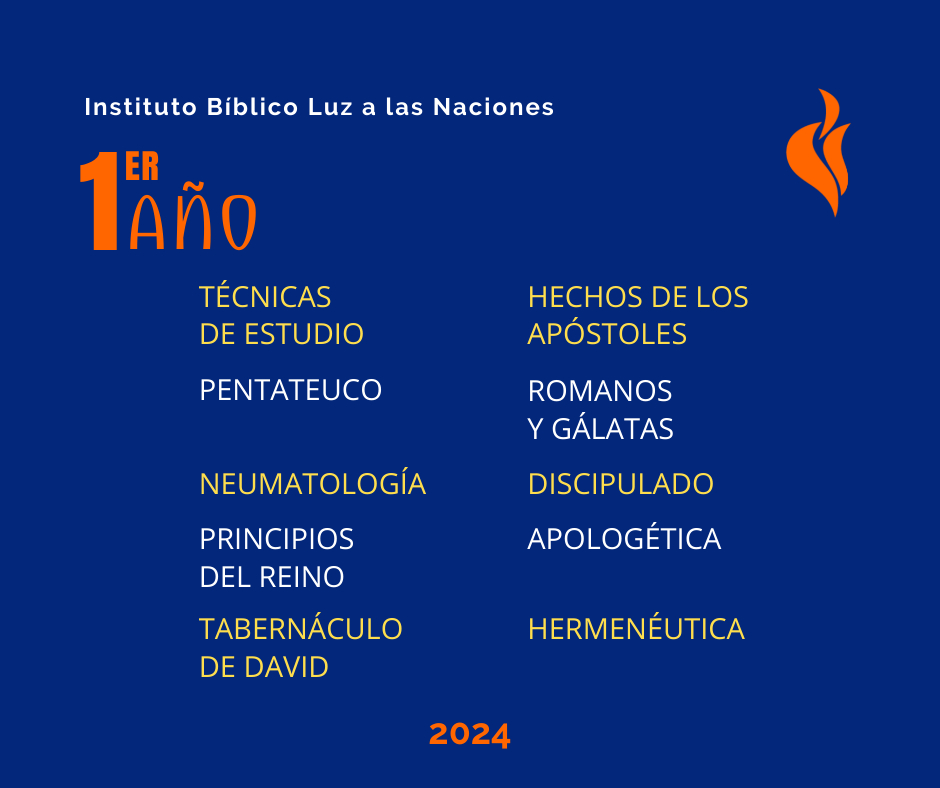 Instituto Bíblico Luz a las Naciones
1ER
AÑO
TÉCNICAS
DE ESTUDIO
PENTATEUCO
NEUMATOLOGÍA
PRINCIPIOS
DEL REINO
TABERNÁCULO
DE DAVID
HECHOS DE LOS
APÓSTOLES
ROMANOS
Y GÁLATAS
DISCIPULADO
APOLOGÉTICA
HERMENÉUTICA
2024